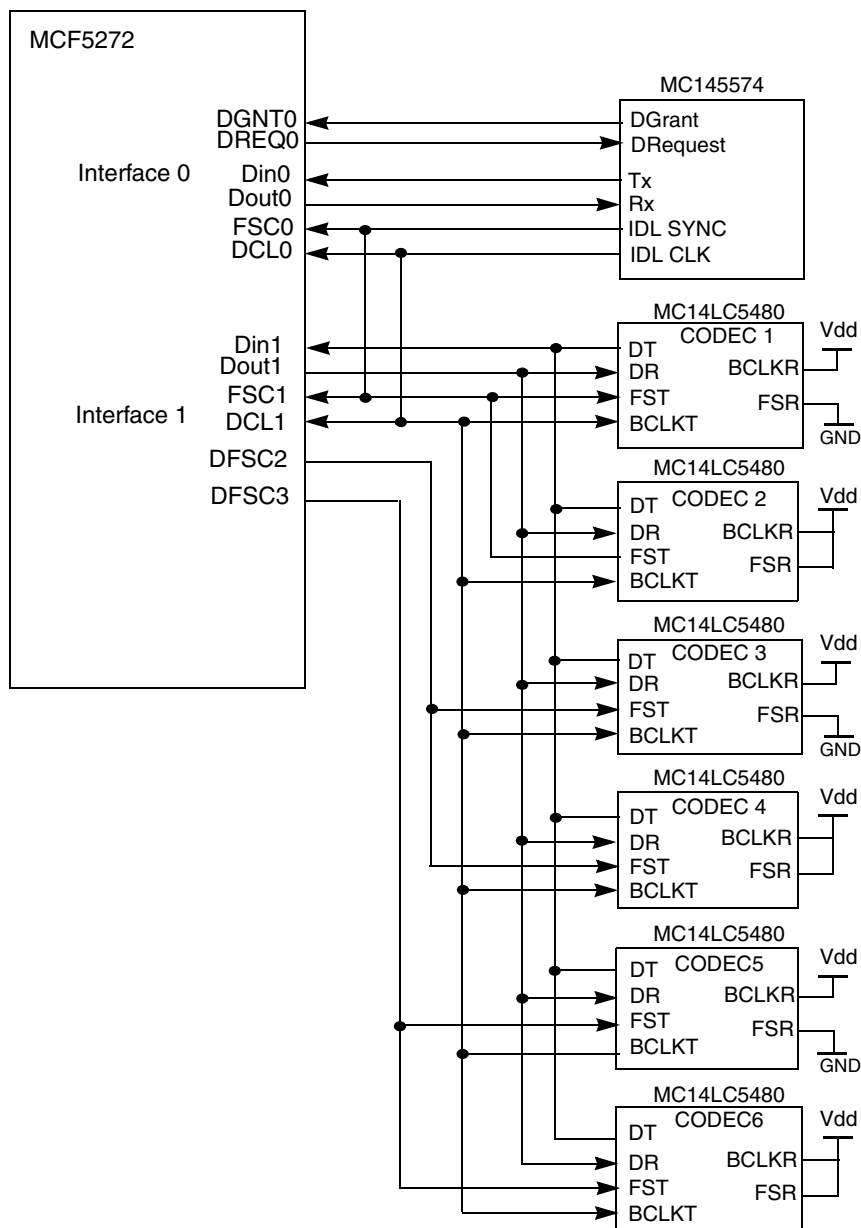 MCF5272
Interface 0
DGNT0
DREQ0
Din0
Dout0
FSC0
DCL0
Interface 1
Din1
Dout1
FSC1
DCL1
DFSC2
DFSC3
MC145574
DGrant
DRequest
Tx
Rx
IDL SYNC
IDL CLK
MC14LC5480
CODEC 1
DT
DR
FST
BCLKT
BCLKR
FSR
Vdd
GND
MC14LC5480
CODEC 2
DT
DR
FST
BCLKT
BCLKR
FSR
Vdd
MC14LC5480
CODEC 3
DT
DR
FST
BCLKT
BCLKR
FSR
Vdd
GND
MC14LC5480
CODEC 4
DT
DR
FST
BCLKT
BCLKR
FSR
Vdd
MC14LC5480
CODEC5
DT
DR
FST
BCLKT
BCLKR
FSR
Vdd
GND
MC14LC5480
CODEC6
DT
DR
FST
BCLKT
BCLKR
FSR
Vdd